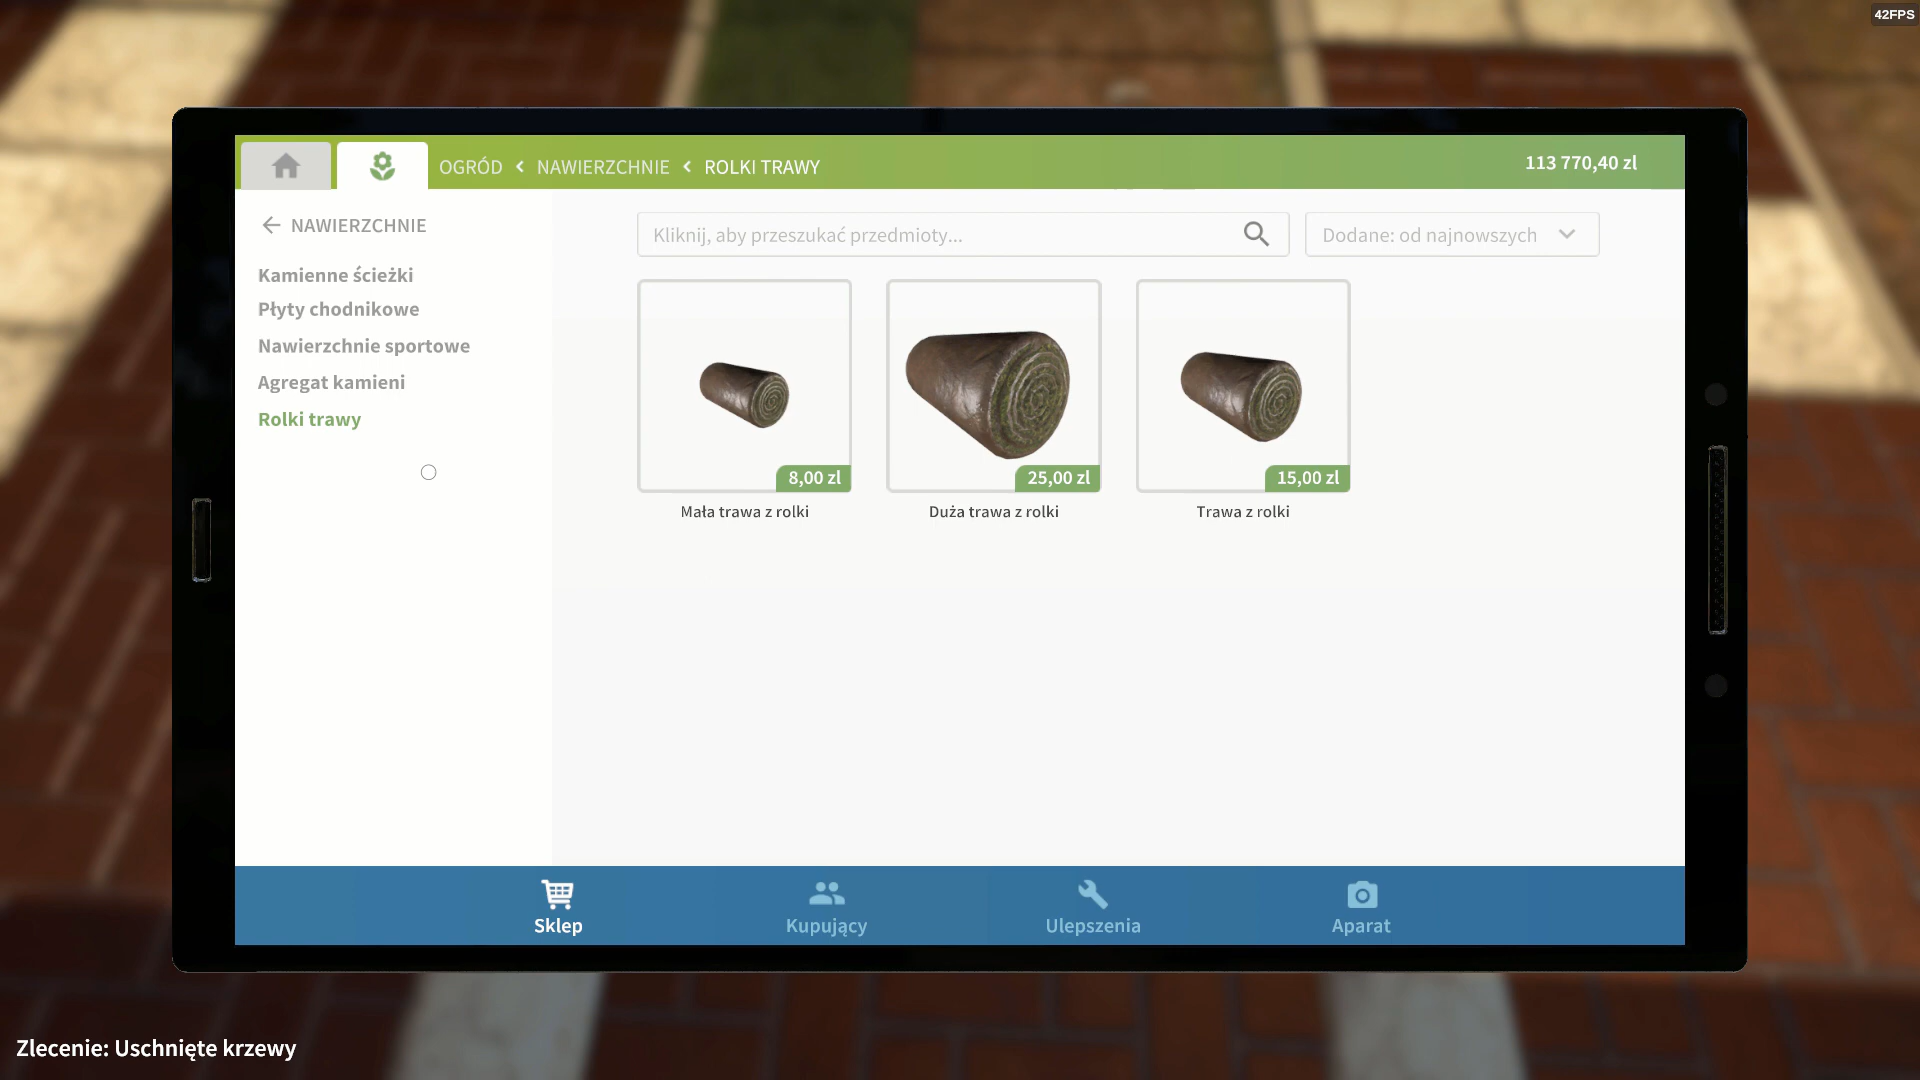 42FPS
OGRÓD < NAWIERZCHNIE < ROLKI TRAWY
113 770,40 zl
NAWIERZCHNIE
Kamienne ścieżki
Płyty chodnikowe
Nawierzchnie sportowe
Agregat kamieni
Rolki trawy
Kliknij, aby przeszukać przedmioty...
Dodane: od najnowszych
8,00 zl
25,00 zl
15,00 zl
Mała trawa z rolki
Duża trawa z rolki
Trawa z rolki
Sklep
Kupujący
Ulepszenia
Aparat
Zlecenie: Uschnięte krzewy